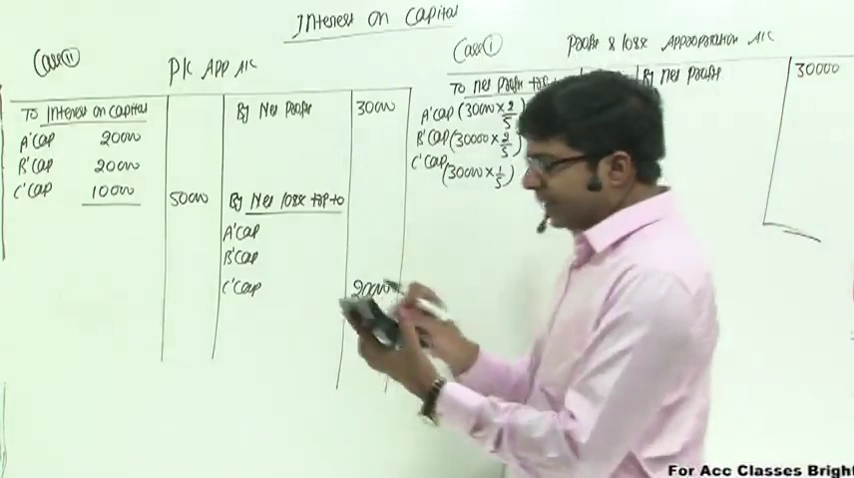 Interest on Capital
Case II
P/L APP A/C
To Interest on capital
By Net Profit
30000
A'Cap 20000
B'Cap 20000
C'Cap 10000
50000
By Net loss tsf to
A'Cap
B'Cap
C'Cap
20000
Case I
Profit & loss Appropriation A/C
To Net Profit tsf to
By Net Profit
30000
A'Cap (30000 × 2/5
B'Cap (30000 × 2/5)
C'Cap (30000 × 1/5)
For Acc Classes Bright